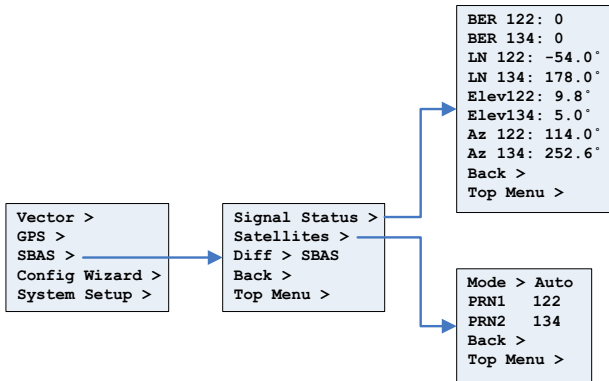 Vector >
GPS >
SBAS >
Config Wizard >
System Setup >
Signal Status >
Satellites >
Diff > SBAS
Back >
Top Menu >
BER 122: 0
BER 134: 0
LN 122: -54.0°
LN 134: 178.0°
Elev122: 9.8°
Elev134: 5.0°
Az 122: 114.0°
Az 134: 252.6°
Back >
Top Menu >
Mode > Auto
PRN1 122
PRN2 134
Back >
Top Menu >